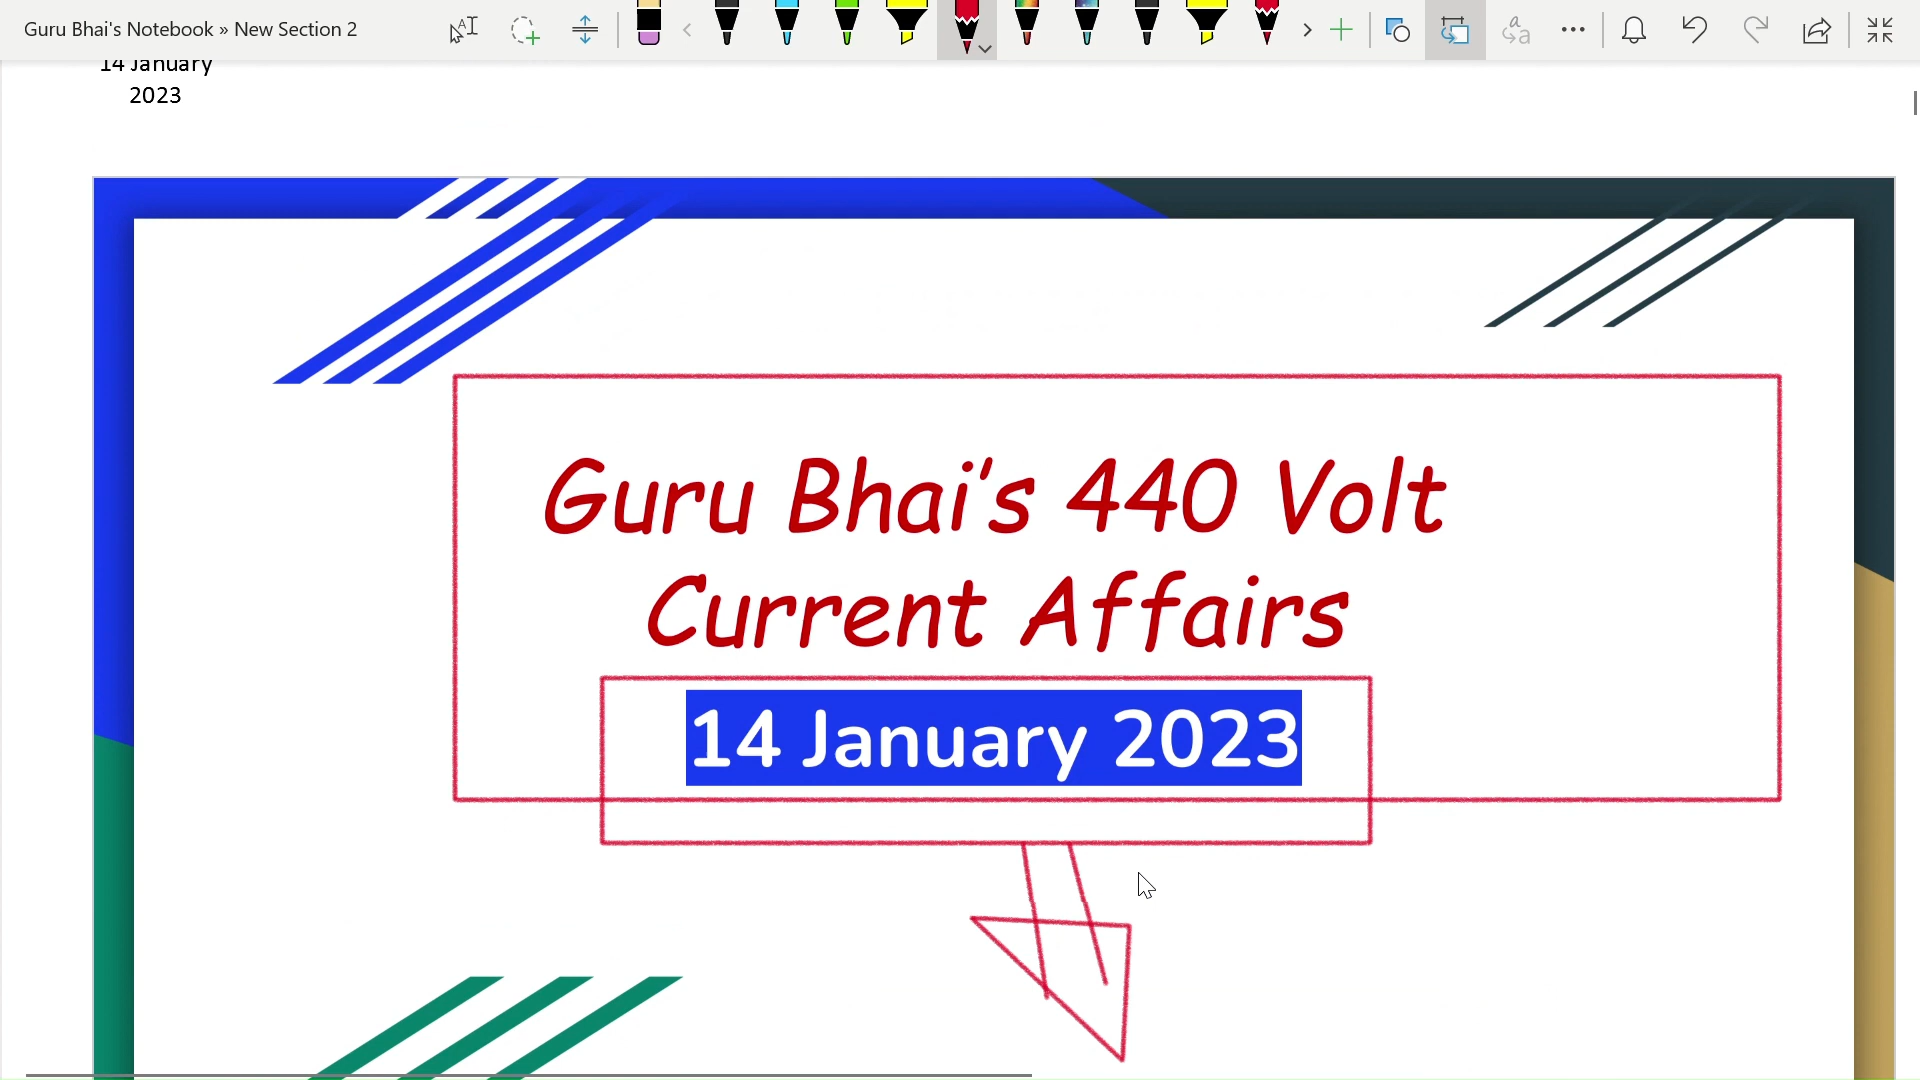 Guru Bhai's Notebook » New Section 2
14 January
2023
Guru Bhai's 440 Volt
Current Affairs
14 January 2023